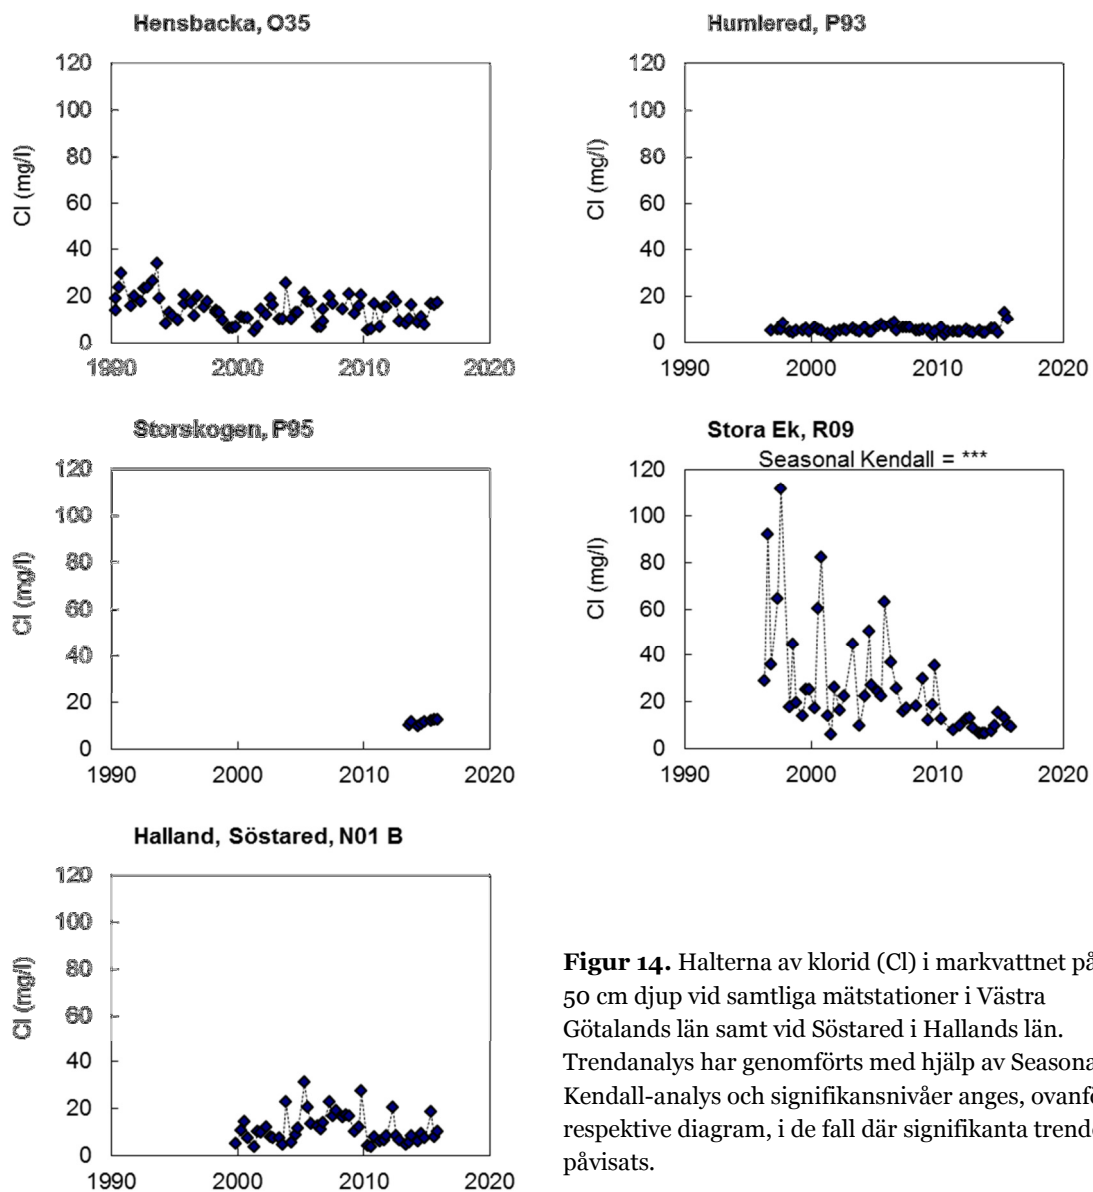 Hensbacka, O35
120
100
80
60
40
20
0
Cl (mg/l)
1990 2000 2010 2020
Humlered, P93
120
100
80
60
40
20
0
Cl (mg/l)
1990 2000 2010 2020
Storskogen, P95
120
100
80
60
40
20
0
Cl (mg/l)
1990 2000 2010 2020
Stora Ek, R09
Seasonal Kendall = ***
120
100
80
60
40
20
0
Cl (mg/l)
1990 2000 2010 2020
Halland, Söstared, N01 B
120
100
80
60
40
20
0
Cl (mg/l)
1990 2000 2010 2020
Figur 14. Halterna av klorid (Cl) i markvattnet på
50 cm djup vid samtliga mätstationer i Västra
Götalands län samt vid Söstared i Hallands län.
Trendanalys har genomförts med hjälp av Seasona
Kendall-analys och signifikansnivåer anges, ovanfö
respektive diagram, i de fall där signifikanta trende
påvisats.